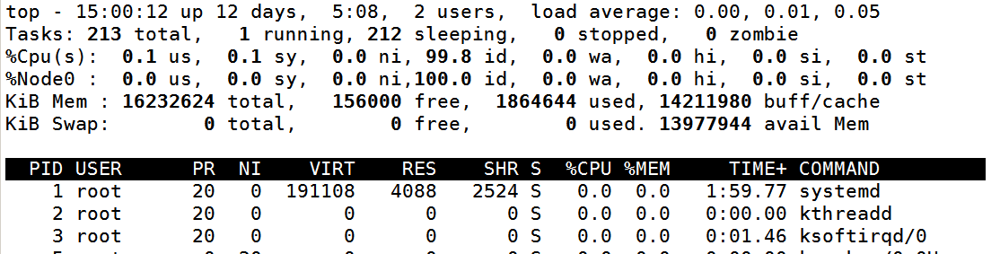 top - 15:00:12 up 12 days,  5:08,  2 users,  load average: 0.00, 0.01, 0.05
Tasks: 213 total,   1 running, 212 sleeping,   0 stopped,   0 zombie
%Cpu(s):  0.1 us,  0.1 sy,  0.0 ni, 99.8 id,  0.0 wa,  0.0 hi,  0.0 si,  0.0 st
%Node0 :  0.0 us,  0.0 sy,  0.0 ni,100.0 id,  0.0 wa,  0.0 hi,  0.0 si,  0.0 st
KiB Mem : 16232624 total,   156000 free,  1864644 used, 14211980 buff/cache
KiB Swap:        0 total,        0 free,        0 used. 13977944 avail Mem
  PID USER      PR  NI    VIRT    RES    SHR S  %CPU %MEM     TIME+ COMMAND
    1 root      20   0  191108   4088   2524 S   0.0  0.0   1:59.77 systemd
    2 root      20   0       0      0      0 S   0.0  0.0   0:00.00 kthreadd
    3 root      20   0       0      0      0 S   0.0  0.0   0:01.46 ksoftirqd/0